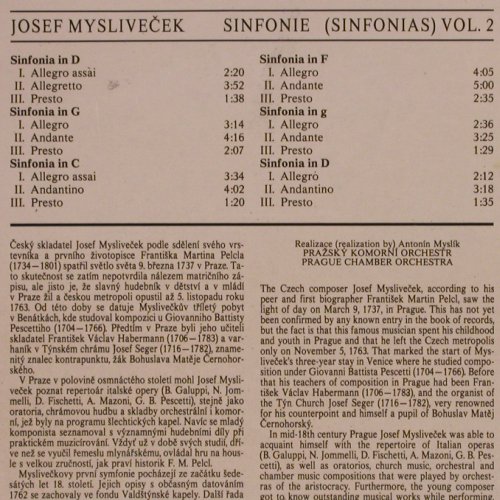 JOSEF MYSLIVEČEK SINFONIE (SINFONIAS) VOL. 2
Sinfonia in D
I. Allegro assai 2:20
II. Allegretto 3:52
III. Presto 1:38
Sinfonia in G
I. Allegro 3:14
II. Andante 4:16
III. Presto 2:07
Sinfonia in C
I. Allegro assai 3:34
II. Andantino 4:02
III. Presto 1:20
Sinfonia in F
I. Allegro 4:05
II. Andante 5:00
III. Presto 2:35
Sinfonia in g
I. Allegro 2:36
II. Andante 3:25
III. Presto 1:29
Sinfonia in D
I. Allegro 2:12
II. Andantino 3:18
III. Presto 1:35
Český skladatel Josef Mysliveček podle sdělení svého vrs-
tevníka a prvního životopisce Františka Martina Pelcla
(1734—1801) spatřil světlo světa 9. března 1737 v Praze. Ta-
to skutečnost se zatím nepotvrdila nálezem matričního zá-
pisu, ale jisto je, že slavný hudebník v dětství a v mládí
v Praze žil a českou metropoli opustil až 5. listopadu roku
1763. Od této doby se datuje Myslivečkův tříletý pobyt
v Benátkách, kde studoval kompozici u Giovanniho Battisty
Pescettiho (1704—1766). Předtím v Praze byli jeho učiteli
skladatel František Václav Habermann (1706—1783) a var-
haník v Týnském chrámu Josef Seger (1716—1782), zname-
nitý znalec kontrapunktu, žák Bohuslava Matěje Černohor-
ského.
V Praze v polovině osmnáctého století mohl Josef Mysli-
veček poznat repertoár italské opery (B. Galuppi, N. Jom-
melli, D. Fischetti, A. Mazoni, G. B. Pescetti), stejně jako
oratoria, chrámovou hudbu a skladby orchestrální i komor-
ní, jež byly na programu šlechtických kapel. Navíc se mladý
komponista seznamoval s významnými hudebními díly při
praktickém muzicírování. Vždyť už v době svých studií, dří-
ve než se vyučil řemeslu mlynářskému, ovládal hru na hous-
le s velkou zručností, jak praví historik F. M. Pelcl.
Myslivečkovy první symfonie pocházejí ze začátku šede-
sátých let 18. století. Jejich opisy s občasným datováním
1762 se zachovaly ve fondu Valdštýnské kapely. Další řada
Realizace (realization by) Antonín Myslík
PRAŽSKÝ KOMORNÍ ORCHESTR
PRAGUE CHAMBER ORCHESTRA
The Czech composer Josef Mysliveček, according to his
peer and first biographer František Martin Pelcl, saw the
light of day on March 9, 1737, in Prague. This has not yet
been confirmed by any known entry in the book of records,
but the fact is that this famous musician spent his childhood
and youth in Prague and that he left the Czech metropolis
only on November 5, 1763. That marked the start of Mys-
liveček's three-year stay in Venice where he studied compo-
sition under Giovanni Battista Pescetti (1704—1766). Before
that his teachers of composition in Prague had been Fran-
tišek Václav Habermann (1706—1783), and the organist of
the Týn Church Josef Seger (1716—1782), very renowned
for his counterpoint and himself a pupil of Bohuslav Matěj
Černohorský.
In mid-18th century Prague Josef Mysliveček was able to
acquaint himself with the repertoire of Italian operas
(B. Galuppi, N. Jommelli, D. Fischetti, A. Mazoni, G. B. Pes-
cetti), as well as oratorios, church music, orchestral and
chamber music compositions that were played by orchest-
ras of the aristocracy. Furthermore, the young composer
got to know outstanding musical works while performing